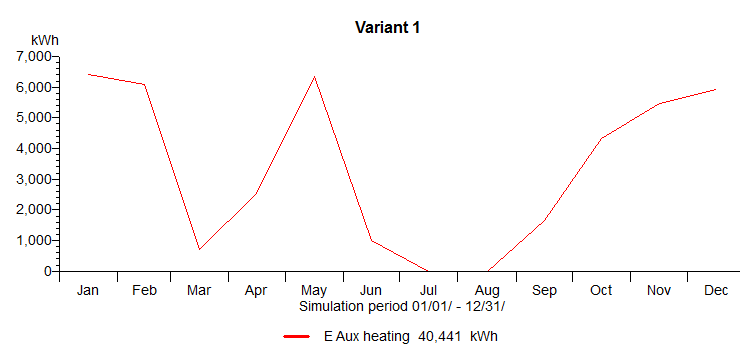 Variant 1
kWh
7,000
6,000
5,000
4,000
3,000
2,000
1,000
0
Jan Feb Mar Apr May Jun Jul Aug Sep Oct Nov Dec
Simulation period 01/01/ - 12/31/
E Aux heating 40,441 kWh